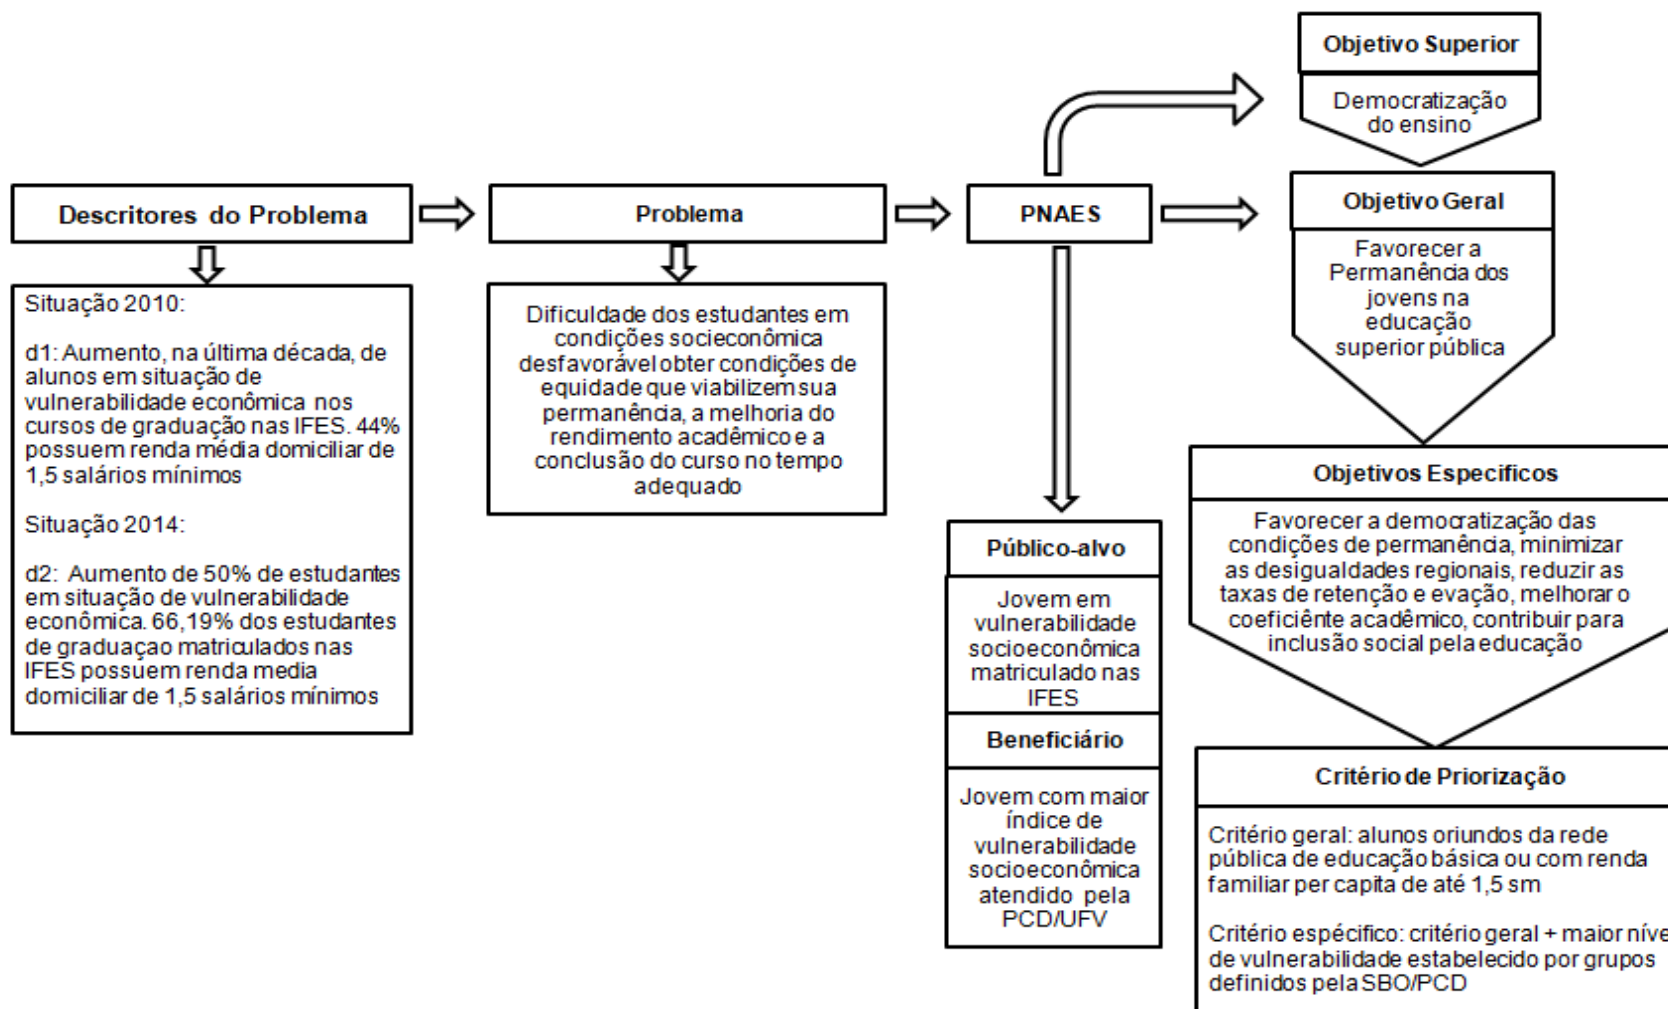 Descritores do Problema
Situação 2010:
d1: Aumento, na última década, de
alunos em situação de
vulnerabilidade econômica nos
cursos de graduação nas IFES. 44%
possuem renda média domiciliar de
1,5 salários mínimos
Situação 2014:
d2: Aumento de 50% de estudantes
em situação de vulnerabilidade
econômica. 66,19% dos estudantes
de graduaçao matriculados nas
IFES possuem renda media
domiciliar de 1,5 salários mínimos
Problema
Dificuldade dos estudantes em
condições socieconômica
desfavorável obter condições de
equidade que viabilizem sua
permanência, a melhoria do
rendimento acadêmico e a
conclusão do curso no tempo
adequado
PNAES
Público-alvo
Jovem em
vulnerabilidade
socioeconômica
matriculado nas
IFES
Beneficiário
Jovem com maior
índice de
vulnerabilidade
socioeconômica
atendido pela
PCD/UFV
Objetivo Superior
Democratização
do ensino
Objetivo Geral
Favorecer a
Permanência dos
jovens na
educação
superior pública
Objetivos Específicos
Favorecer a democratização das
condições de permanência, minimizar
as desigualdades regionais, reduzir as
taxas de retenção e evação, melhorar o
coeficiênte acadêmico, contribuir para
inclusão social pela educação
Critério de Priorização
Critério geral: alunos oriundos da rede
pública de educação básica ou com renda
familiar per capita de até 1,5 sm
Critério espécifico: critério geral + maior níve
de vulnerabilidade estabelecido por grupos
definidos pela SBO/PCD